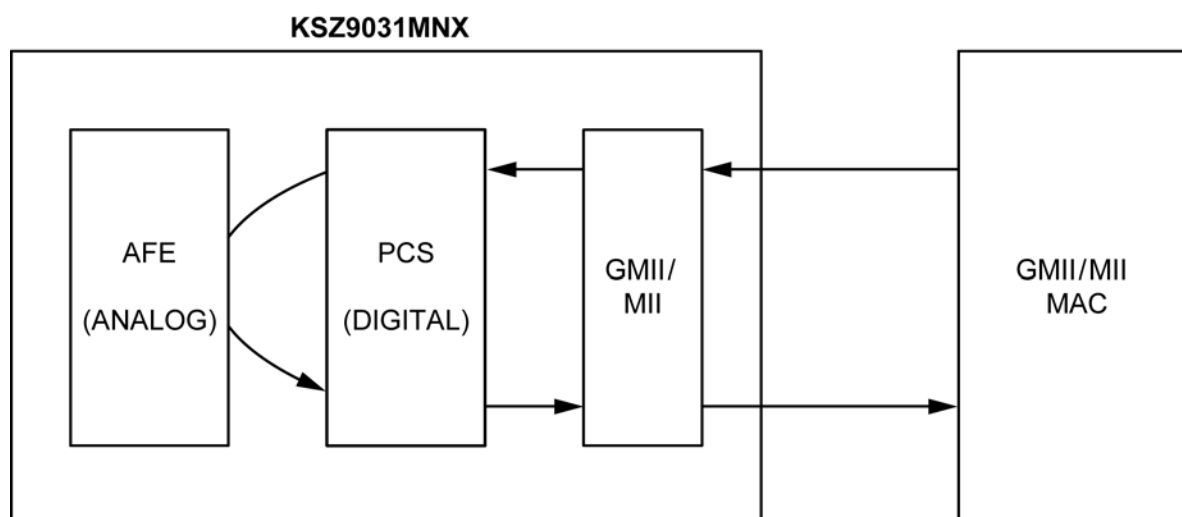 KSZ9031MNX
AFE
(ANALOG)
PCS
(DIGITAL)
GMII/
MII
GMII/MII
MAC